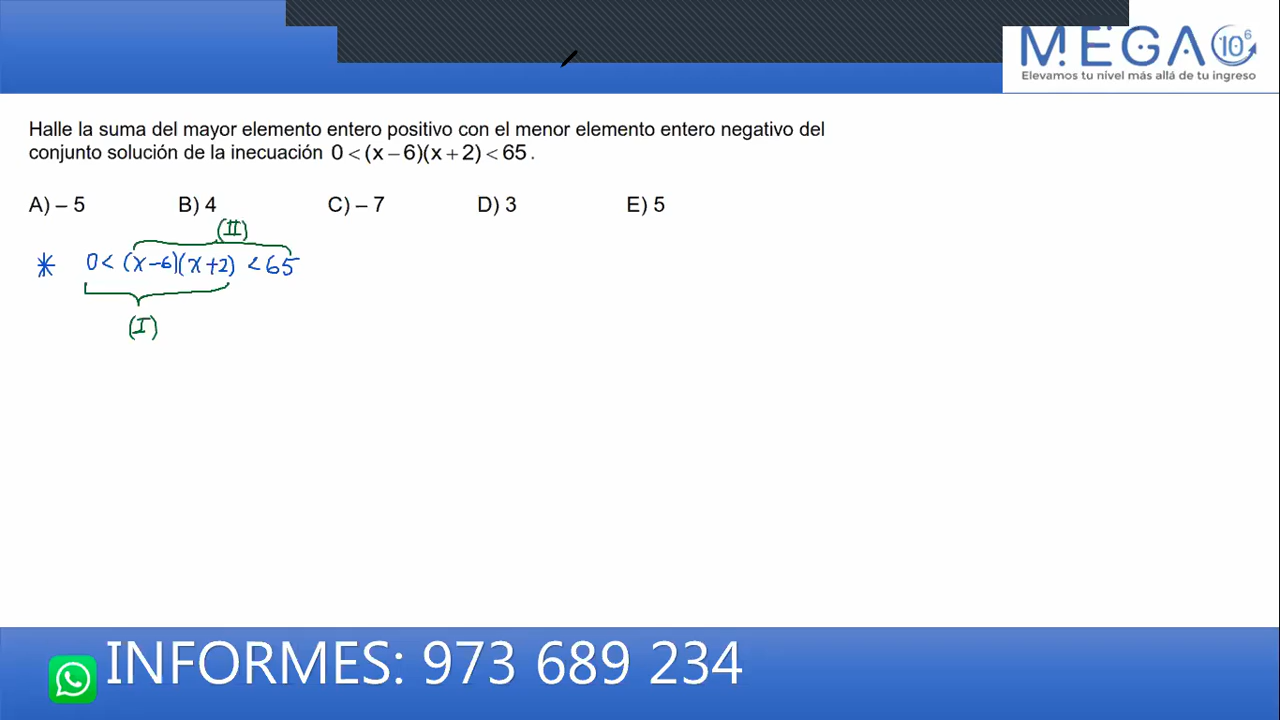 MEGA 10⁶
Elevamos tu nivel más allá de tu ingreso
Halle la suma del mayor elemento entero positivo con el menor elemento entero negativo del
conjunto solución de la inecuación 0 < (x – 6)(x + 2) < 65 .
A) – 5 B) 4 C) – 7 D) 3 E) 5
(II)
* 0 < (x–6)(x+2) < 65
(I)
INFORMES: 973 689 234